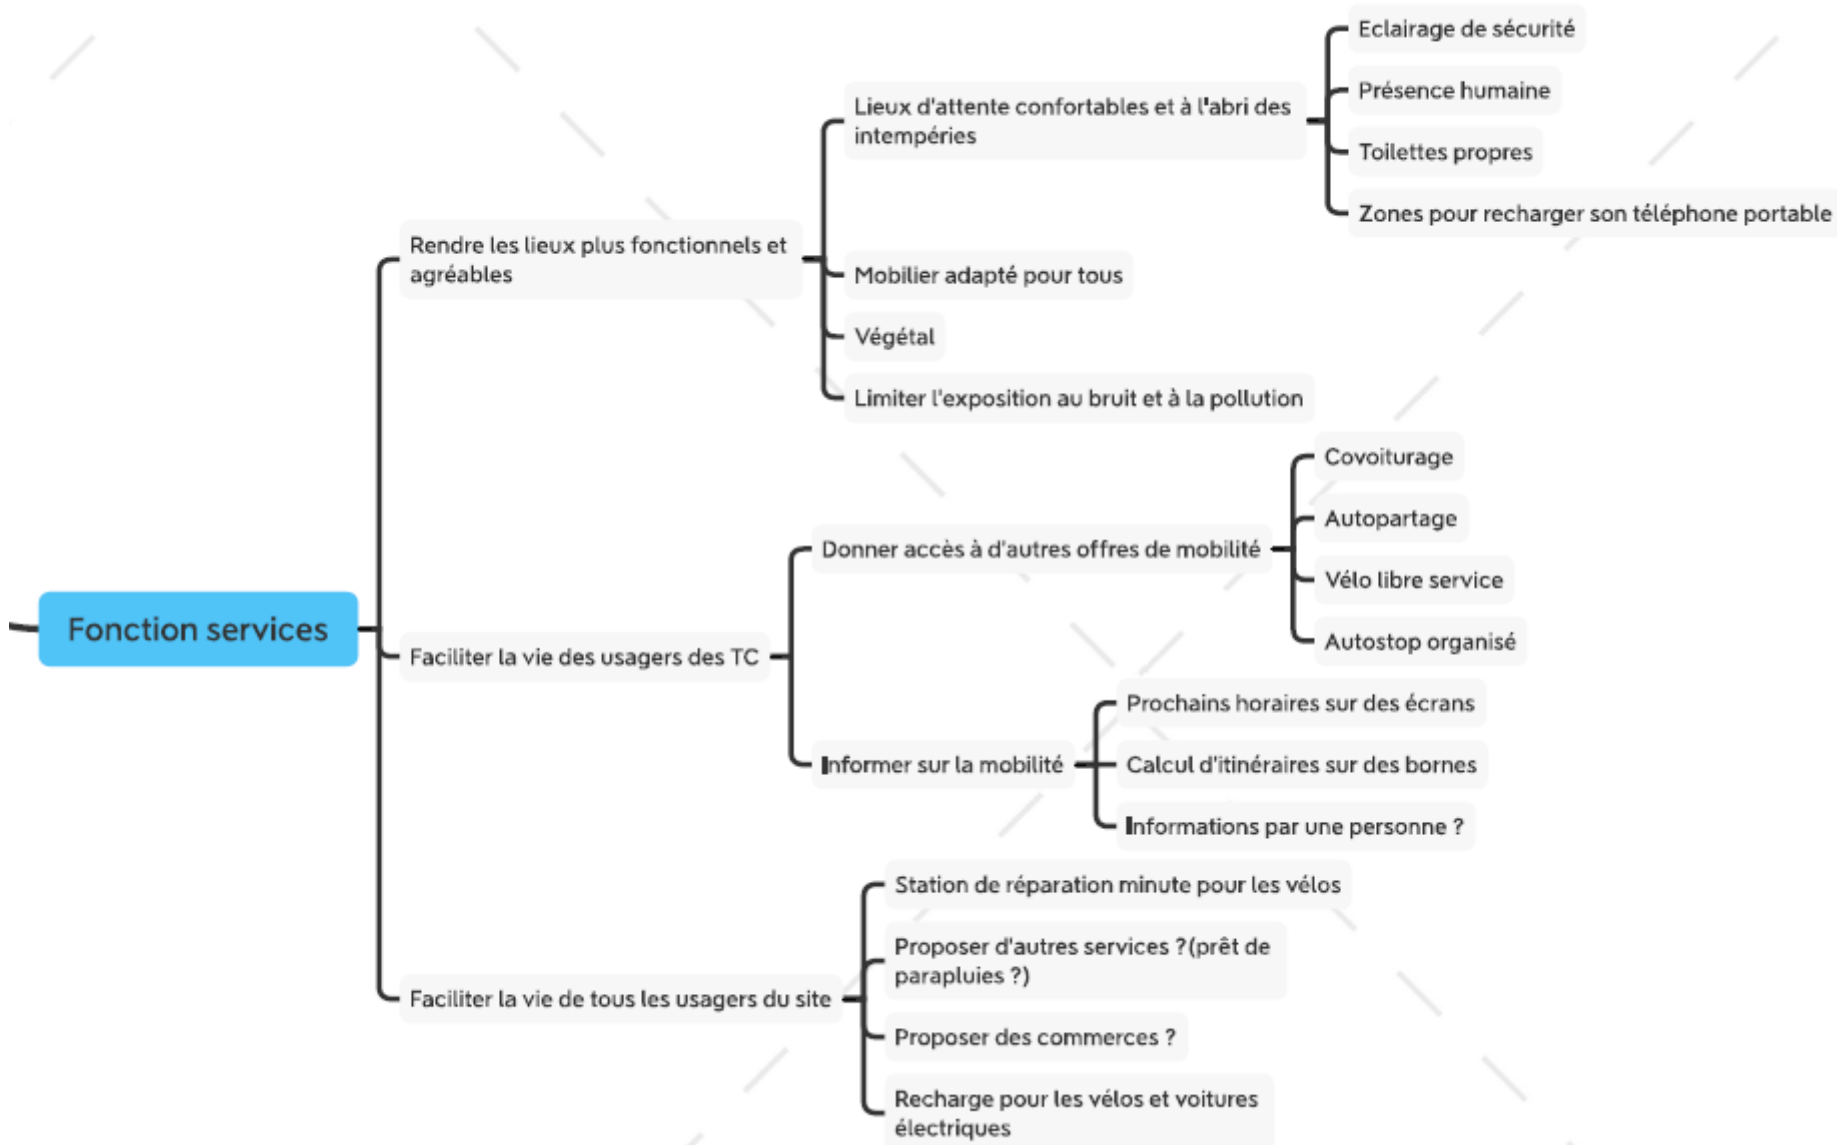 Fonction services
Rendre les lieux plus fonctionnels et
agréables
Lieux d'attente confortables et à l'abri des
intempéries
Eclairage de sécurité
Présence humaine
Toilettes propres
Zones pour recharger son téléphone portable
Mobilier adapté pour tous
Végétal
Limiter l'exposition au bruit et à la pollution
Faciliter la vie des usagers des TC
Donner accès à d'autres offres de mobilité
Covoiturage
Autopartage
Vélo libre service
Autostop organisé
Informer sur la mobilité
Prochains horaires sur des écrans
Calcul d'itinéraires sur des bornes
Informations par une personne ?
Faciliter la vie de tous les usagers du site
Station de réparation minute pour les vélos
Proposer d'autres services ?(prêt de
parapluies ?)
Proposer des commerces ?
Recharge pour les vélos et voitures
électriques